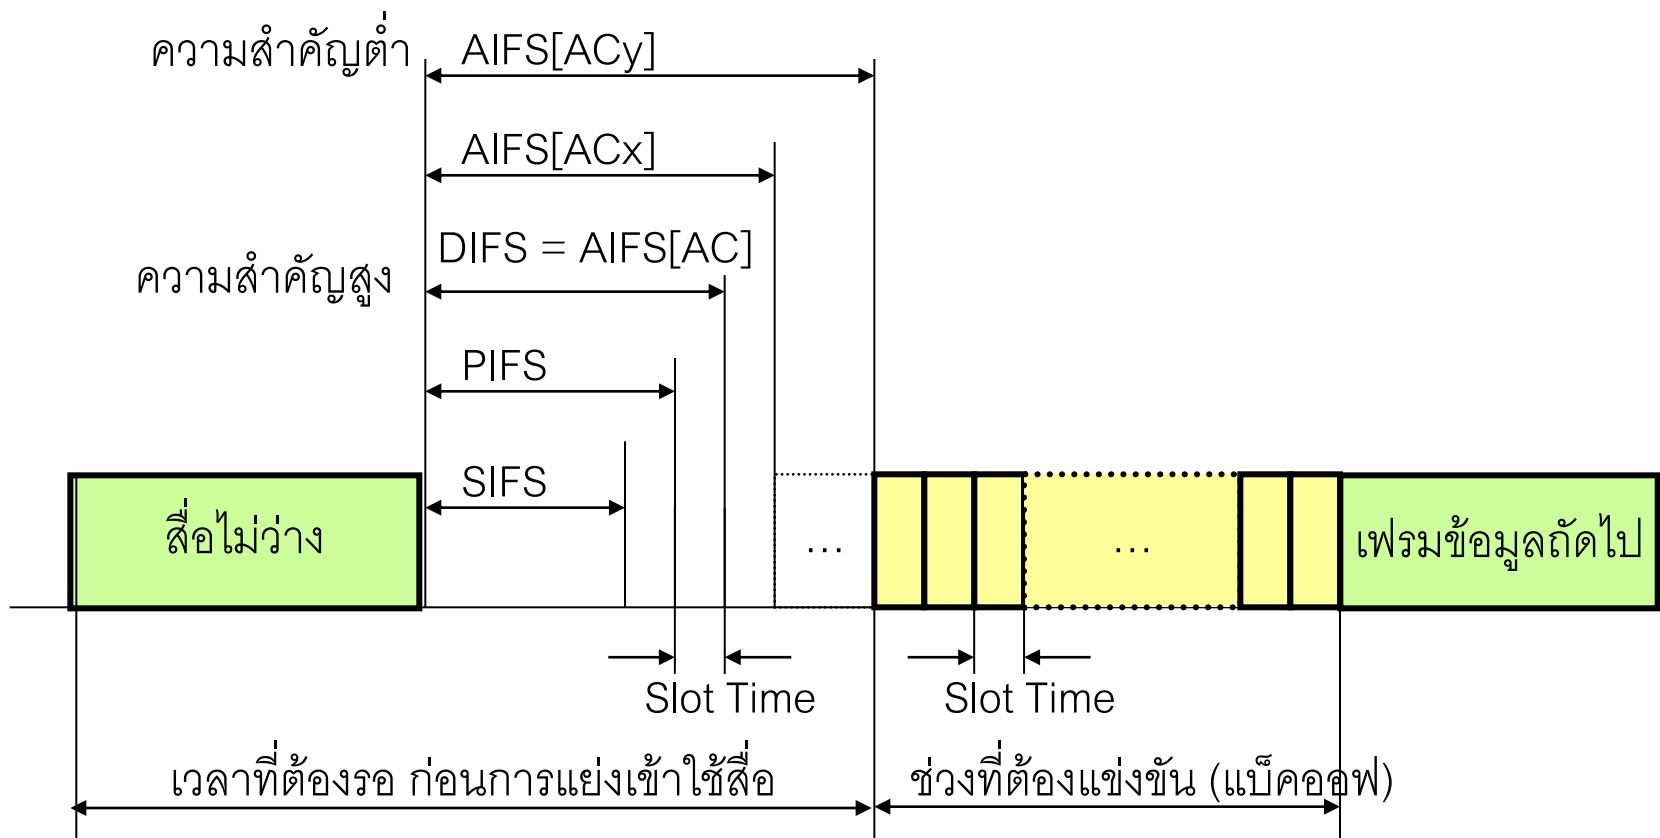 ความสำคัญต่ำ
AIFS[ACy]
AIFS[ACx]
DIFS = AIFS[AC]
ความสำคัญสูง
PIFS
SIFS
สื่อไม่ว่าง
...
...
เฟรมข้อมูลถัดไป
Slot Time
Slot Time
เวลาที่ต้องรอ ก่อนการแย่งเข้าใช้สื่อ
ช่วงที่ต้องแข่งขัน (แบ็คออฟ)